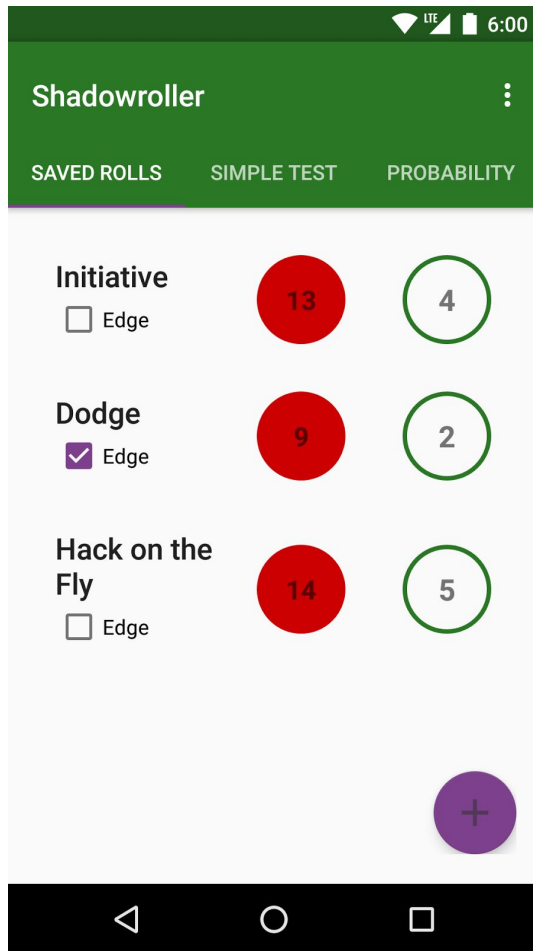 LTE 6:00
Shadowroller
SAVED ROLLS SIMPLE TEST PROBABILITY
Initiative
Edge
13
4
Dodge
Edge
9
2
Hack on the
Fly
Edge
14
5
+